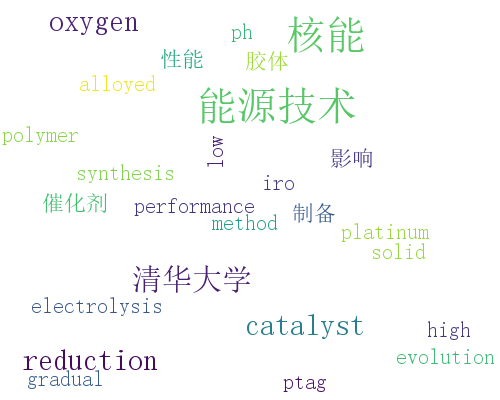 oxygen
ph
核能
性能
胶体
alloyed
能源技术
polymer
low
影响
synthesis
iro
催化剂
performance
制备
method
platinum
solid
清华大学
electrolysis
catalyst
high
reduction
evolution
gradual
ptag